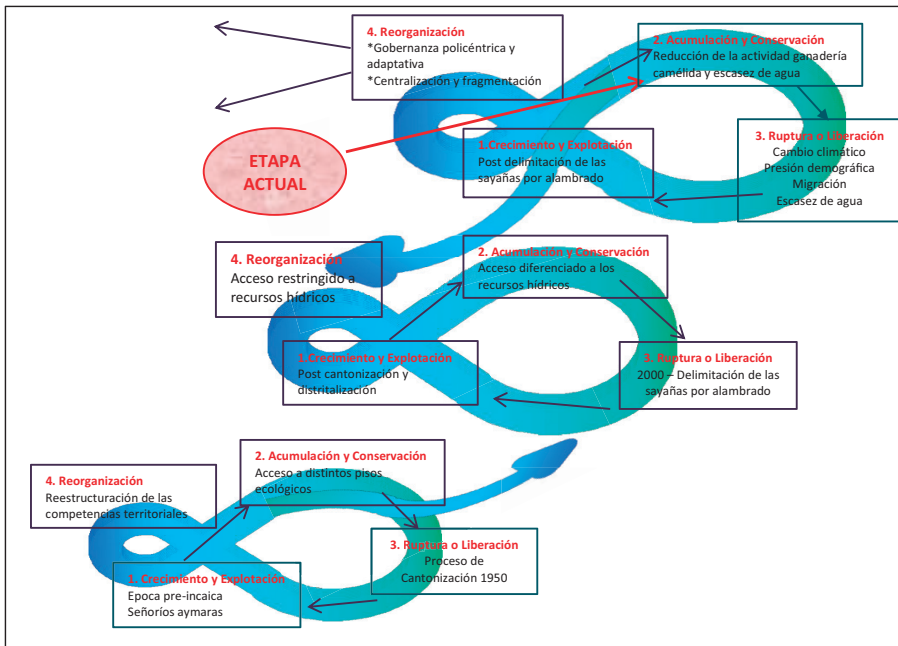 4. Reorganización
*Gobernanza policéntrica y
adaptativa
*Centralización y fragmentación
2. Acumulación y Conservación
Reducción de la actividad ganadería
camélida y escasez de agua
ETAPA
ACTUAL
1.Crecimiento y Explotación
Post delimitación de las
sayañas por alambrado
3. Ruptura o Liberación
Cambio climático
Presión demográfica
Migración
Escasez de agua
4. Reorganización
Acceso restringido a
recursos hídricos
2. Acumulación y Conservación
Acceso diferenciado a los
recursos hídricos
1.Crecimiento y Explotación
Post cantonización y
distritalización
3. Ruptura o Liberación
2000 – Delimitación de las
sayañas por alambrado
4. Reorganización
Reestructuración de las
competencias territoriales
2. Acumulación y Conservación
Acceso a distintos pisos
ecológicos
1. Crecimiento y Explotación
Epoca pre-incaica
Señoríos aymaras
3. Ruptura o Liberación
Proceso de
Cantonización 1950